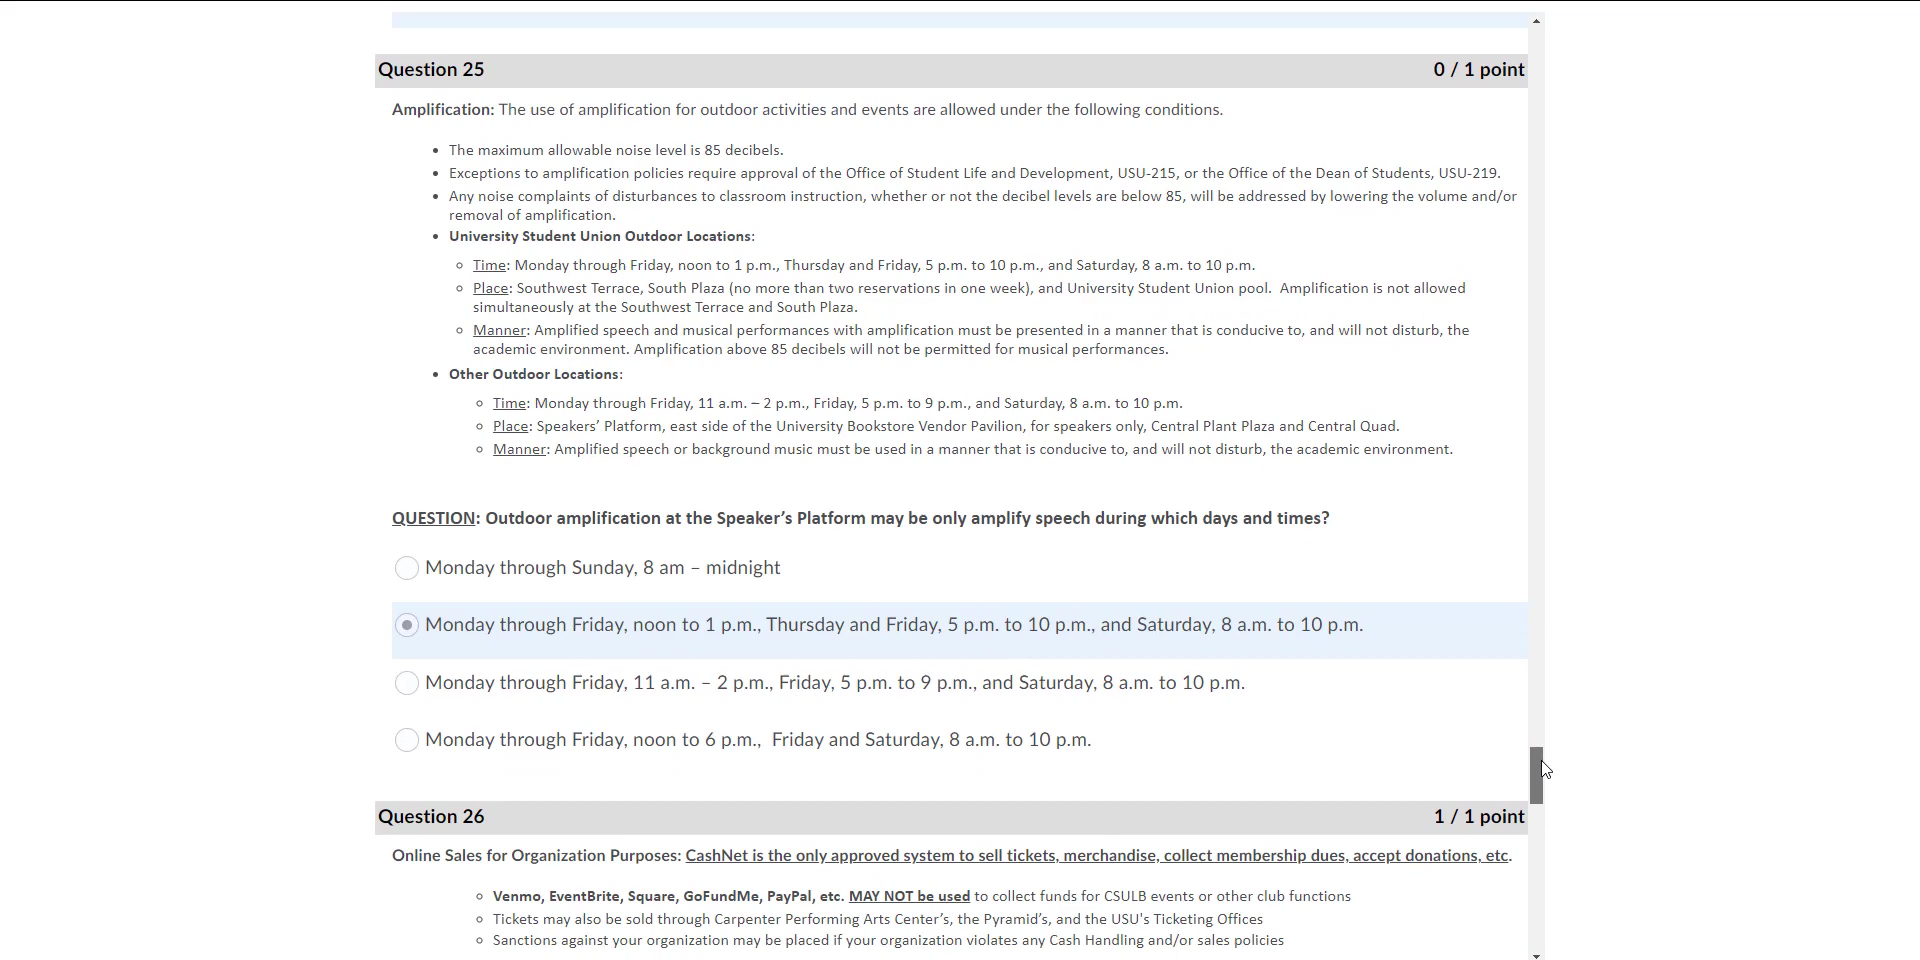 Question 25
0 / 1 point
Amplification: The use of amplification for outdoor activities and events are allowed under the following conditions.
The maximum allowable noise level is 85 decibels.
Exceptions to amplification policies require approval of the Office of Student Life and Development, USU-215, or the Office of the Dean of Students, USU-219.
Any noise complaints of disturbances to classroom instruction, whether or not the decibel levels are below 85, will be addressed by lowering the volume and/or
removal of amplification.
University Student Union Outdoor Locations:
Time: Monday through Friday, noon to 1 p.m., Thursday and Friday, 5 p.m. to 10 p.m., and Saturday, 8 a.m. to 10 p.m.
Place: Southwest Terrace, South Plaza (no more than two reservations in one week), and University Student Union pool.  Amplification is not allowed
simultaneously at the Southwest Terrace and South Plaza.
Manner: Amplified speech and musical performances with amplification must be presented in a manner that is conducive to, and will not disturb, the
academic environment. Amplification above 85 decibels will not be permitted for musical performances.
Other Outdoor Locations:
Time: Monday through Friday, 11 a.m. – 2 p.m., Friday, 5 p.m. to 9 p.m., and Saturday, 8 a.m. to 10 p.m.
Place: Speakers’ Platform, east side of the University Bookstore Vendor Pavilion, for speakers only, Central Plant Plaza and Central Quad.
Manner: Amplified speech or background music must be used in a manner that is conducive to, and will not disturb, the academic environment.
QUESTION: Outdoor amplification at the Speaker’s Platform may be only amplify speech during which days and times?
Monday through Sunday, 8 am – midnight
Monday through Friday, noon to 1 p.m., Thursday and Friday, 5 p.m. to 10 p.m., and Saturday, 8 a.m. to 10 p.m.
Monday through Friday, 11 a.m. – 2 p.m., Friday, 5 p.m. to 9 p.m., and Saturday, 8 a.m. to 10 p.m.
Monday through Friday, noon to 6 p.m.,  Friday and Saturday, 8 a.m. to 10 p.m.
Question 26
1 / 1 point
Online Sales for Organization Purposes: CashNet is the only approved system to sell tickets, merchandise, collect membership dues, accept donations, etc.
Venmo, EventBrite, Square, GoFundMe, PayPal, etc. MAY NOT be used to collect funds for CSULB events or other club functions
Tickets may also be sold through Carpenter Performing Arts Center’s, the Pyramid’s, and the USU's Ticketing Offices
Sanctions against your organization may be placed if your organization violates any Cash Handling and/or sales policies